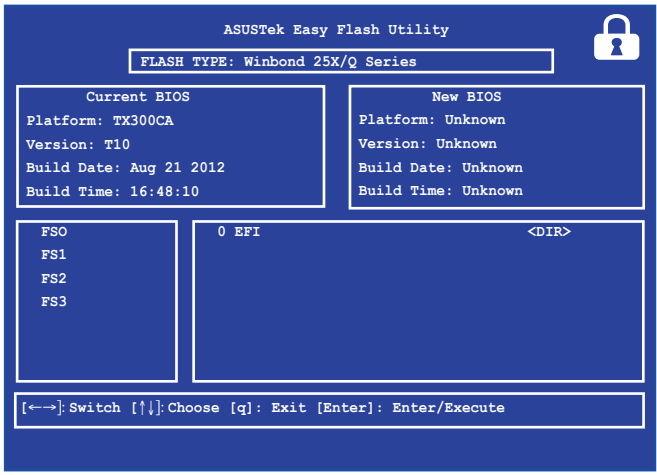 ASUSTek Easy Flash Utility
FLASH TYPE: Winbond 25X/Q Series
Current BIOS
Platform: TX300CA
Version: T10
Build Date: Aug 21 2012
Build Time: 16:48:10
New BIOS
Platform: Unknown
Version: Unknown
Build Date: Unknown
Build Time: Unknown
FSO
FS1
FS2
FS3
0 EFI <DIR>
[←→]: Switch [↑↓]: Choose [q]: Exit [Enter]: Enter/Execute